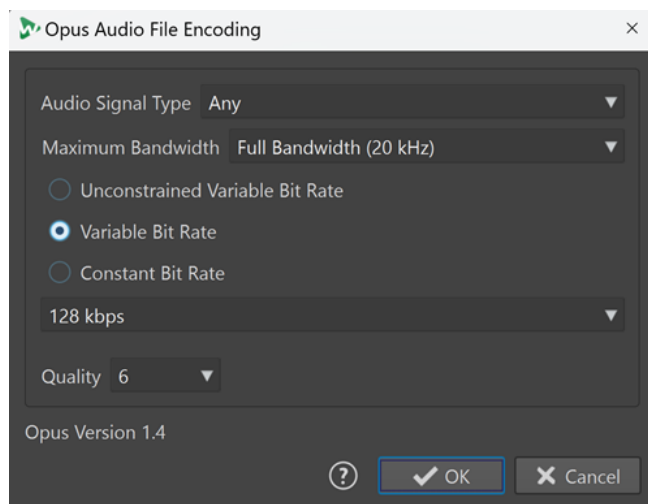 Opus Audio File Encoding
Audio Signal Type Any
Maximum Bandwidth Full Bandwidth (20 kHz)
Unconstrained Variable Bit Rate
Variable Bit Rate
Constant Bit Rate
128 kbps
Quality 6
Opus Version 1.4
? OK Cancel